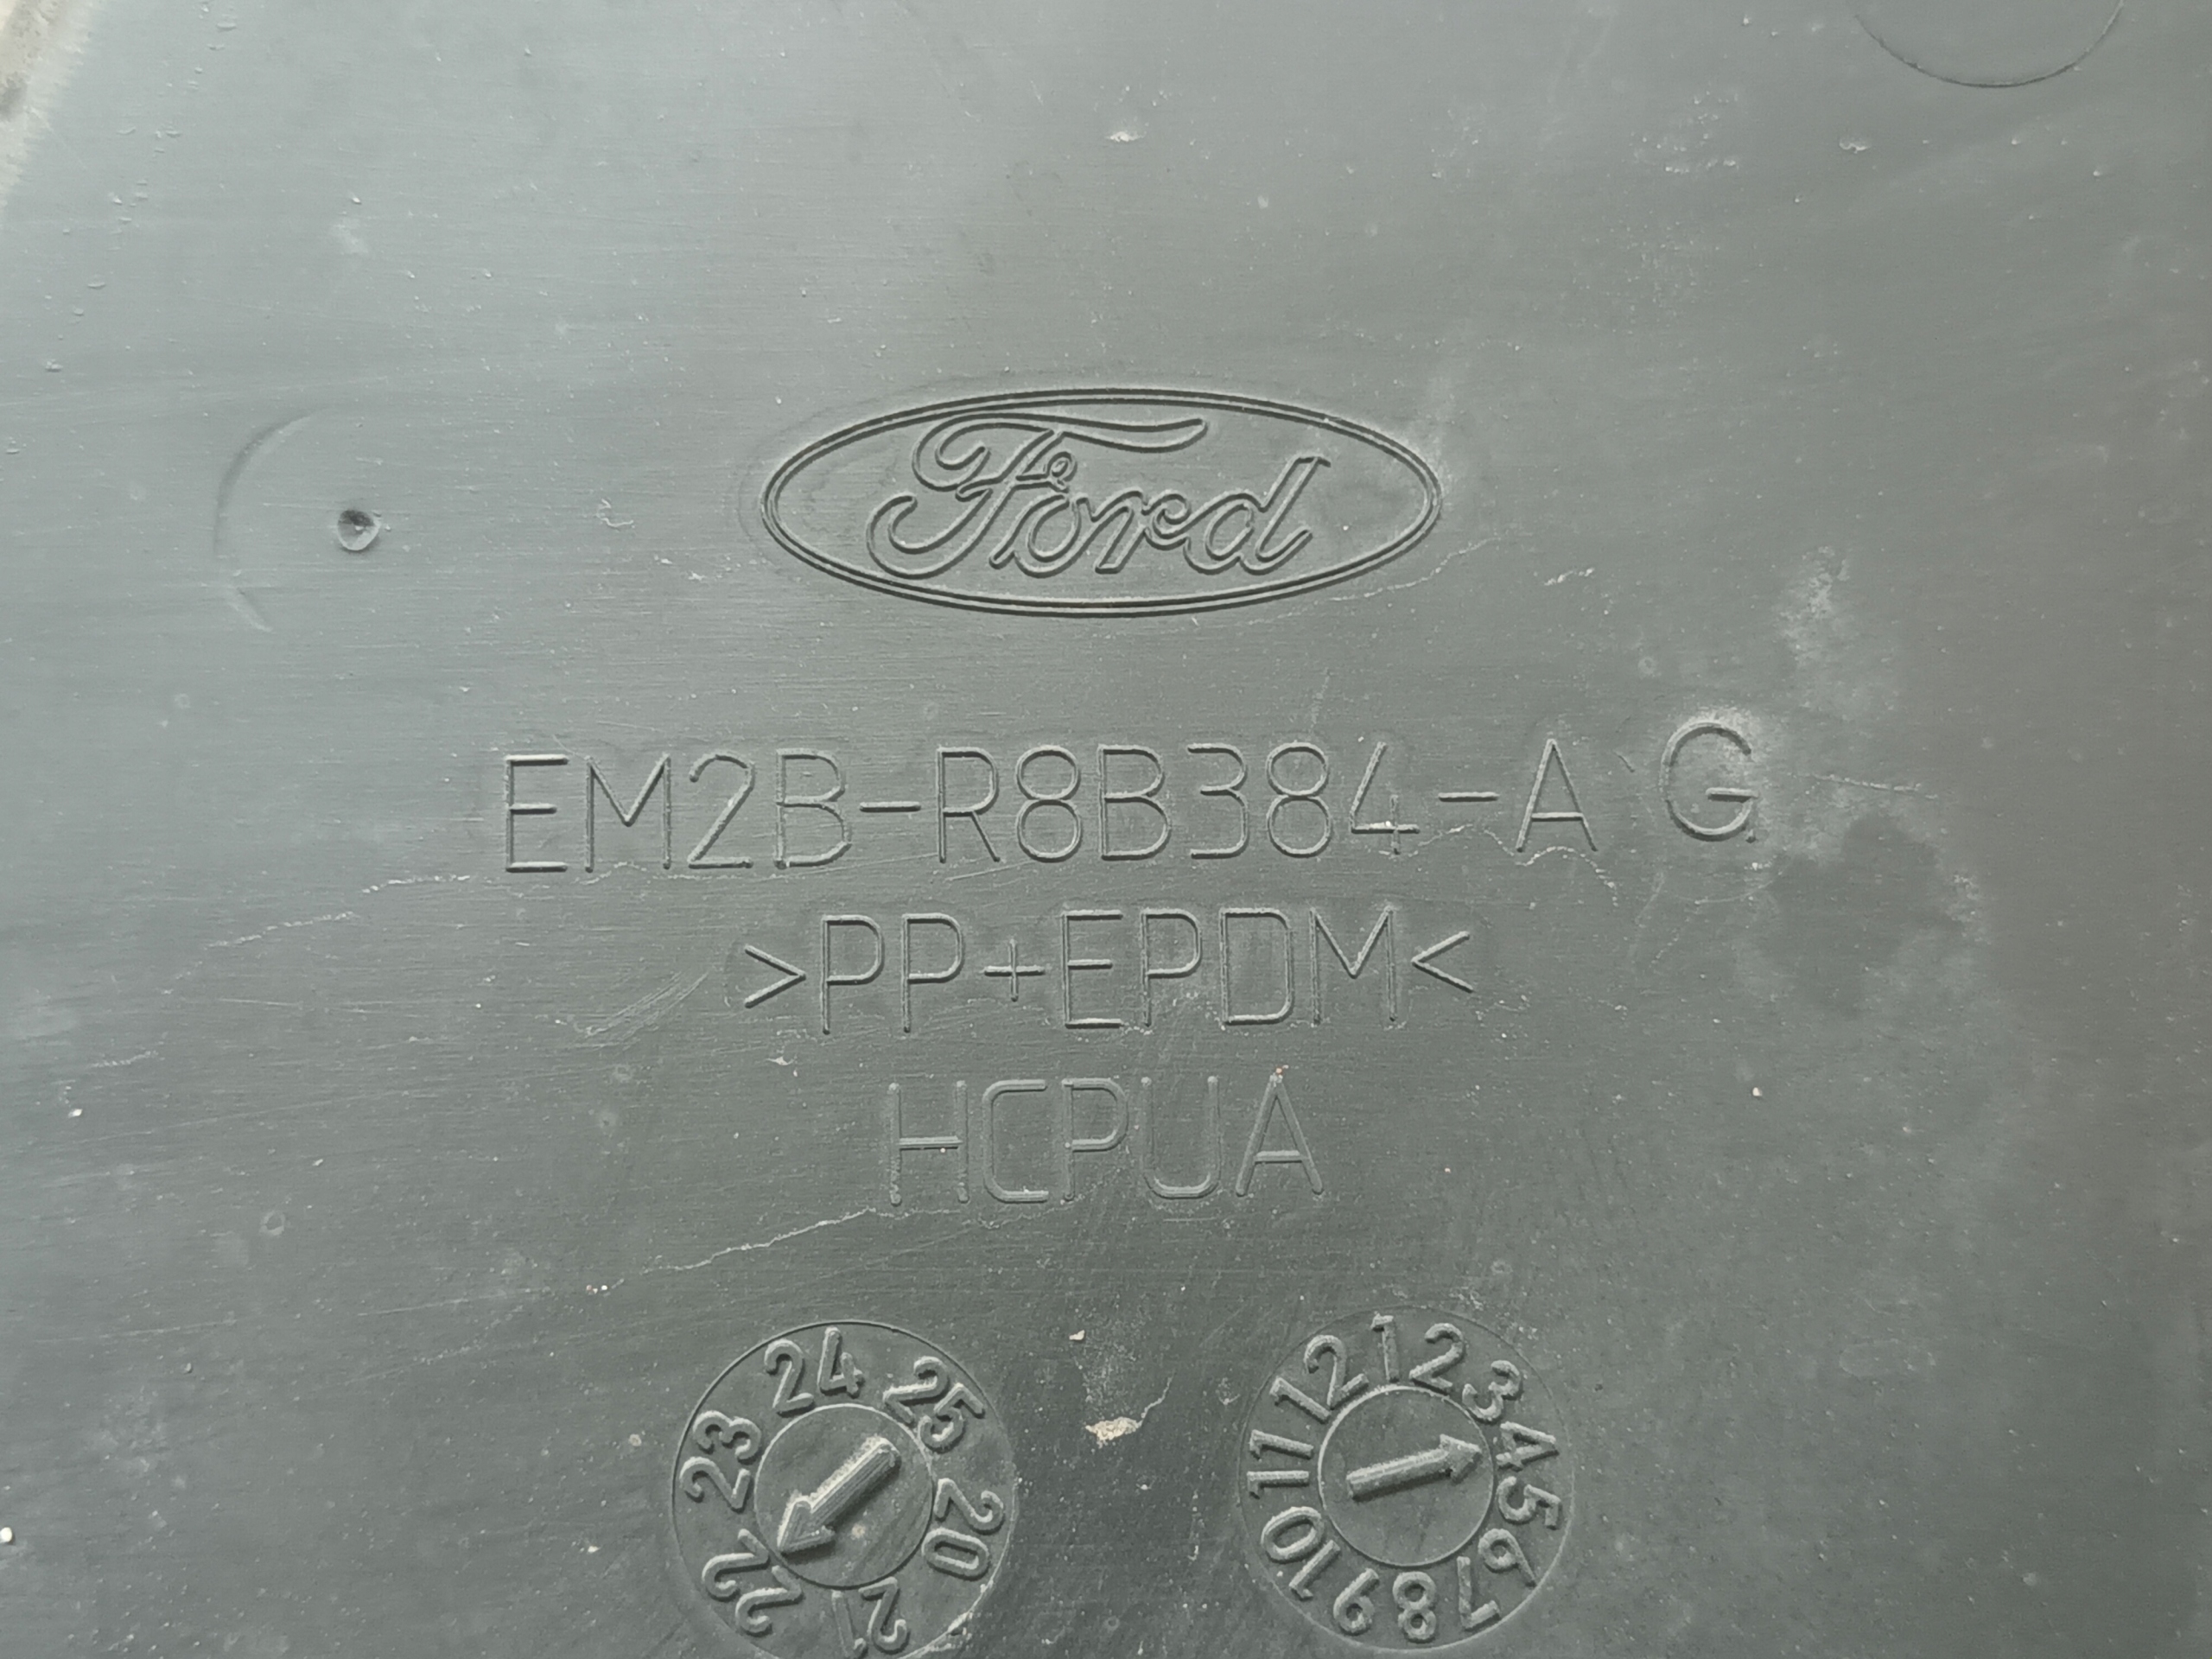 Ford
EM2B-R8B384-A G
>PP+EPDM<
HCPUA
24 25 20 21 22 23
1 2 3 4 5 6 7 8 9 10 11 12